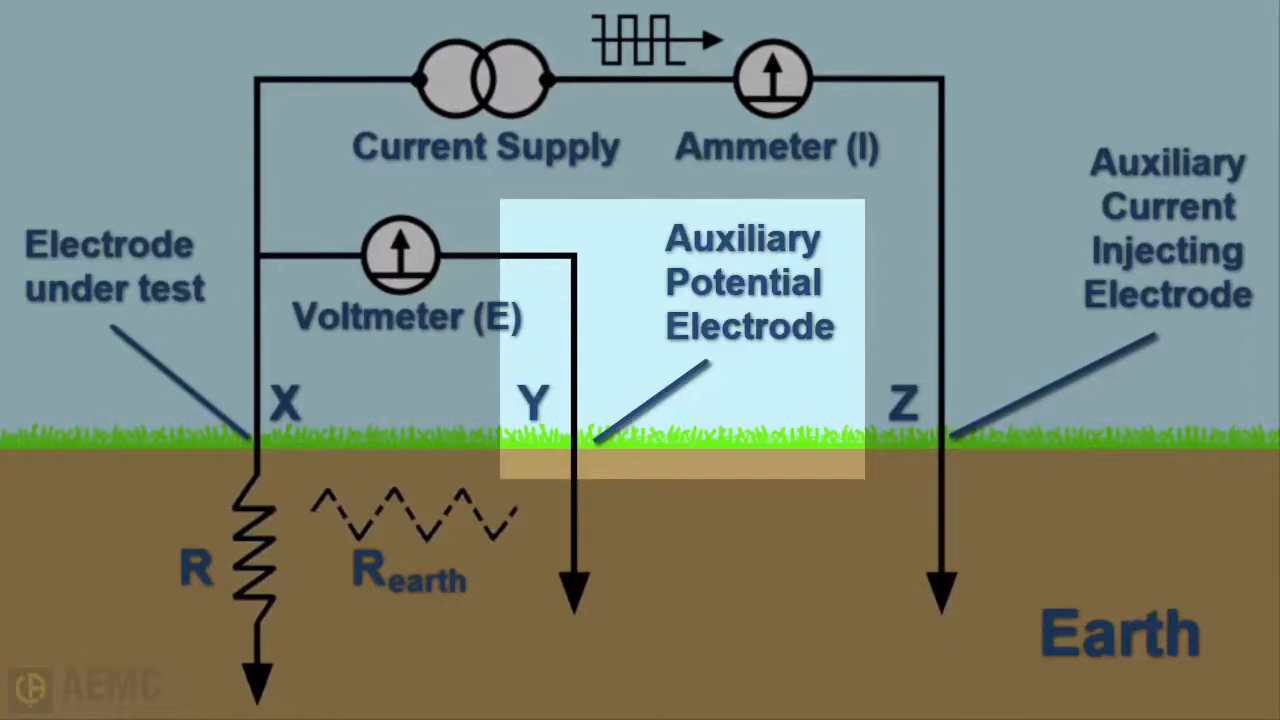 Current Supply
Ammeter (I)
Auxiliary
Current
Injecting
Electrode
Electrode
under test
Voltmeter (E)
Auxiliary
Potential
Electrode
X
Y
Z
R
Rearth
Earth
AEMC